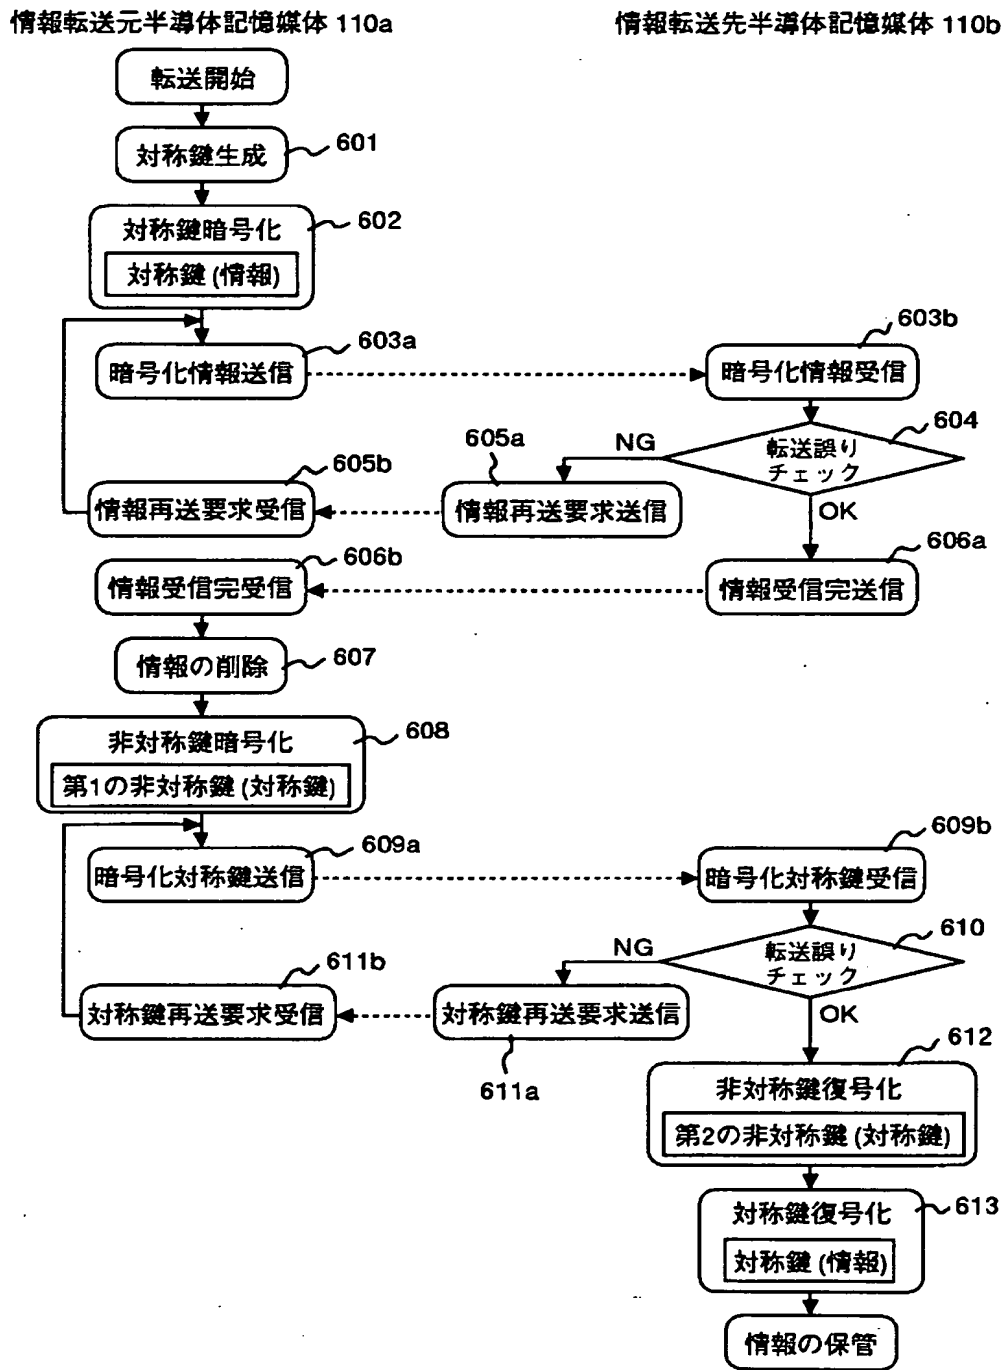 情報転送元半導体記憶媒体 110a
情報転送先半導体記憶媒体 110b
転送開始
対称鍵生成
601
対称鍵暗号化
602
対称鍵 (情報)
暗号化情報送信
603a
暗号化情報受信
603b
転送誤り
チェック
604
NG
OK
情報再送要求送信
605a
情報再送要求受信
605b
情報受信完送信
606a
情報受信完受信
606b
情報の削除
607
非対称鍵暗号化
608
第1の非対称鍵 (対称鍵)
暗号化対称鍵送信
609a
暗号化対称鍵受信
609b
転送誤り
チェック
610
NG
OK
対称鍵再送要求送信
611a
対称鍵再送要求受信
611b
非対称鍵復号化
612
第2の非対称鍵 (対称鍵)
対称鍵復号化
613
対称鍵 (情報)
情報の保管